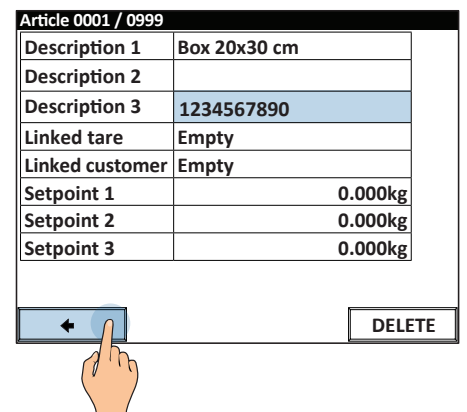 Article 0001 / 0999
Description 1 Box 20x30 cm
Description 2
Description 3 1234567890
Linked tare Empty
Linked customer Empty
Setpoint 1 0.000kg
Setpoint 2 0.000kg
Setpoint 3 0.000kg
DELETE